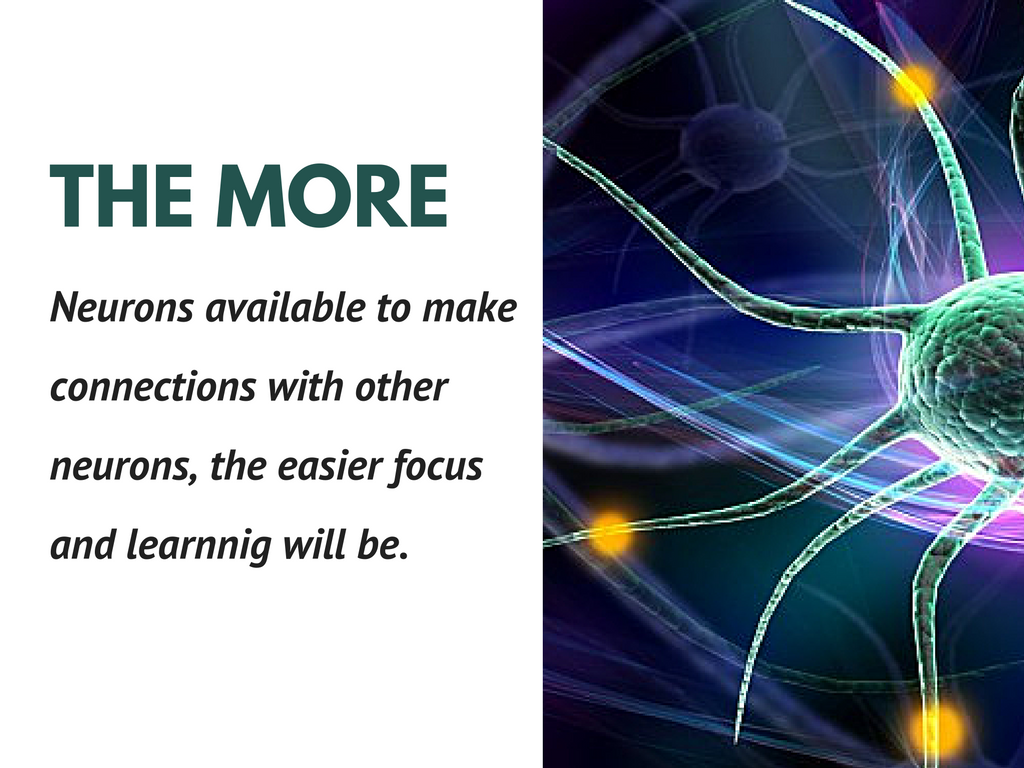 THE MORE
Neurons available to make
connections with other
neurons, the easier focus
and learnnig will be.